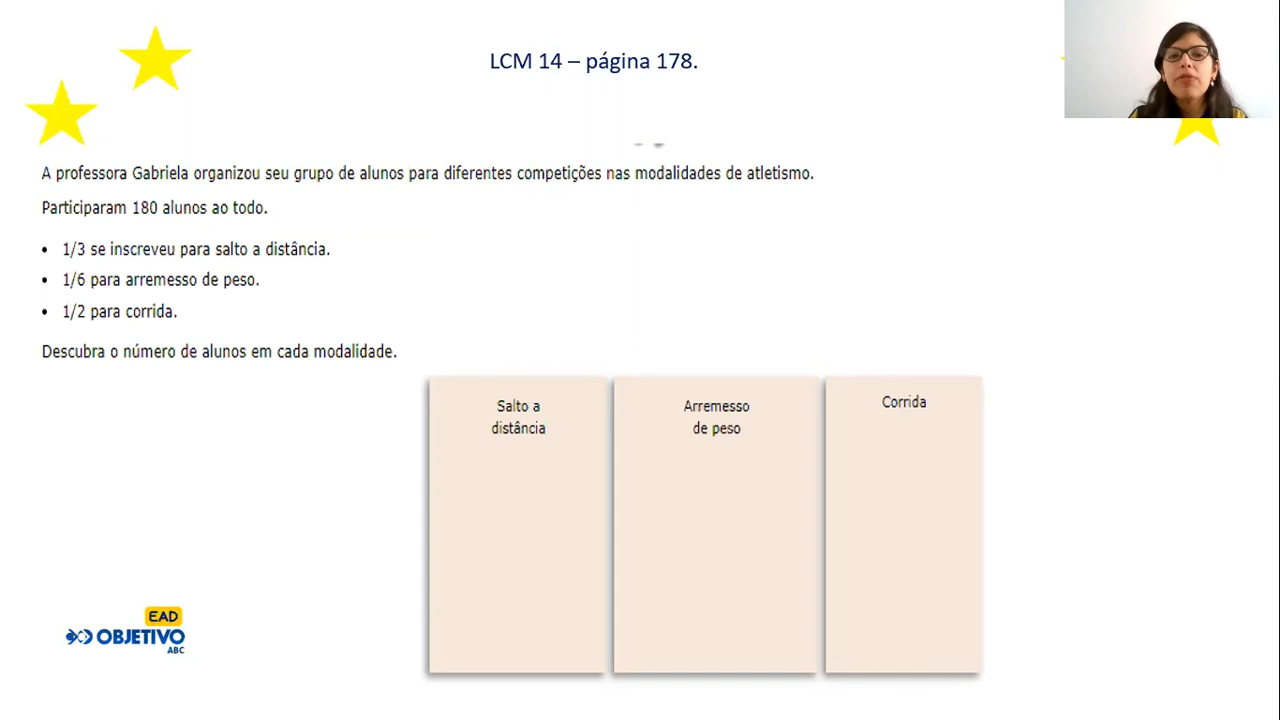 LCM 14 – página 178.
A professora Gabriela organizou seu grupo de alunos para diferentes competições nas modalidades de atletismo.
Participaram 180 alunos ao todo.
• 1/3 se inscreveu para salto a distância.
• 1/6 para arremesso de peso.
• 1/2 para corrida.
Descubra o número de alunos em cada modalidade.
Salto a
distância
Arremesso
de peso
Corrida
EAD
OBJETIVO
ABC